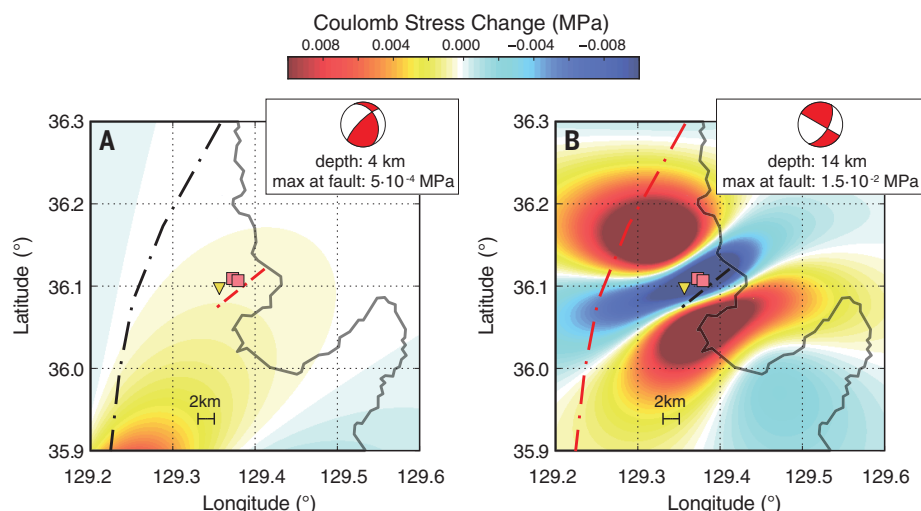 Coulomb Stress Change (MPa)
0.008 0.004 0.000 −0.004 −0.008
A
depth: 4 km
max at fault: 5·10⁻⁴ MPa
36.3
36.2
36.1
36.0
35.9
Latitude (°)
2km
129.2 129.3 129.4 129.5 129.6
Longitude (°)
B
depth: 14 km
max at fault: 1.5·10⁻² MPa
36.3
36.2
36.1
36.0
35.9
Latitude (°)
2km
129.2 129.3 129.4 129.5 129.6
Longitude (°)